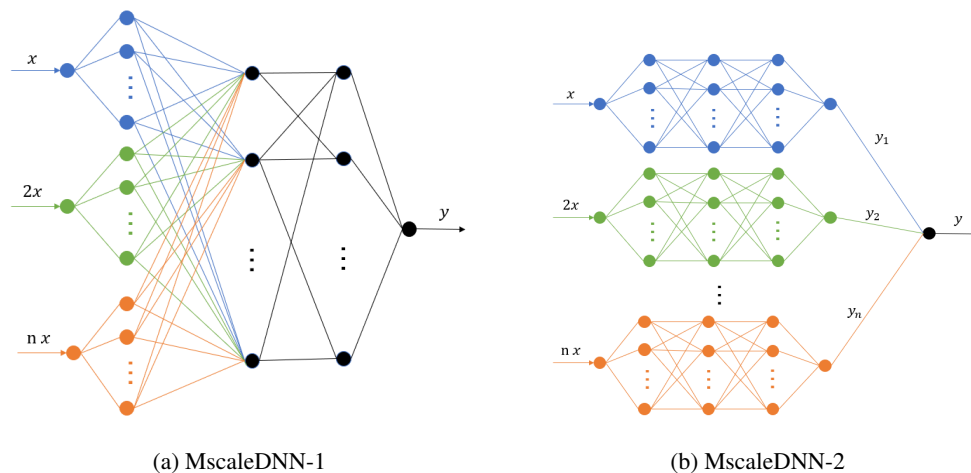 x
2x
n x
y
(a) MscaleDNN-1
x
2x
n x
y₁
y₂
yₙ
y
(b) MscaleDNN-2